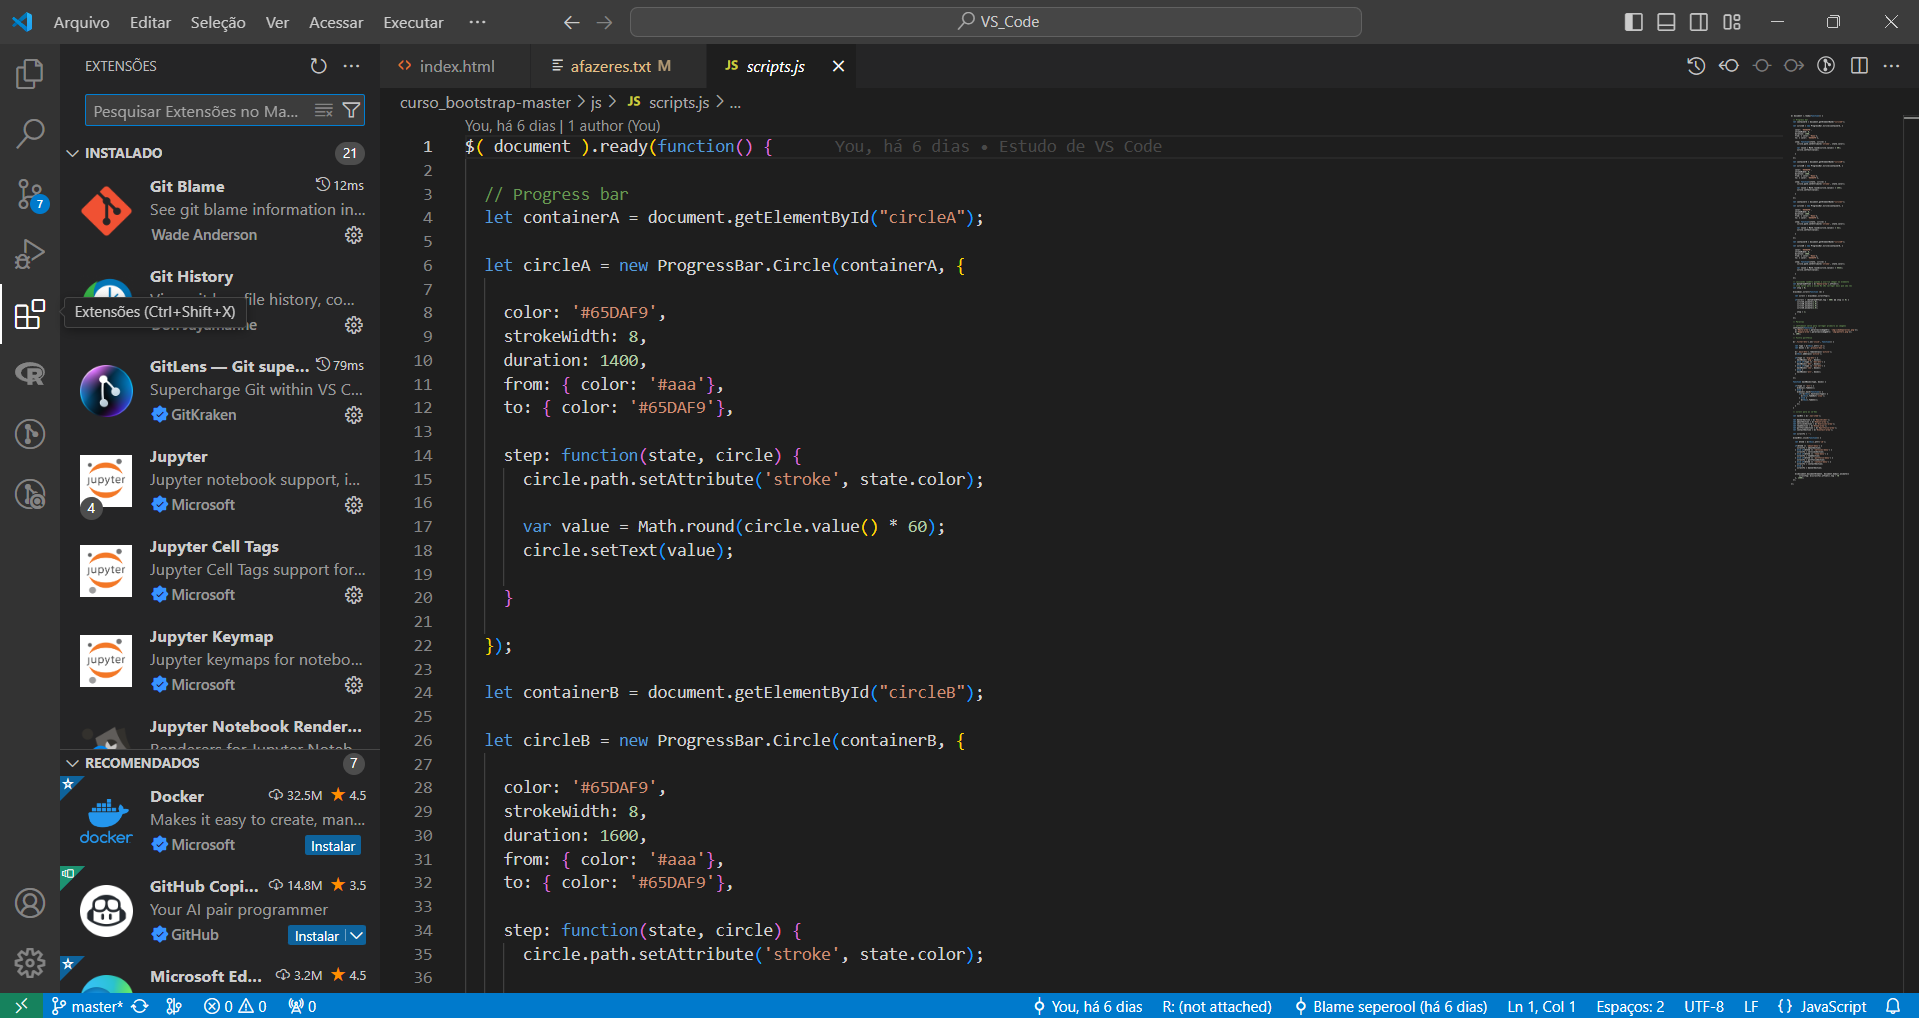 Arquivo Editar Seleção Ver Acessar Executar ···
VS_Code
EXTENSÕES
Pesquisar Extensões no Ma...
INSTALADO 21
Git Blame 12ms
See git blame information in...
Wade Anderson
Git History
file history, co...
Extensões (Ctrl+Shift+X)
GitLens — Git supe... 79ms
Supercharge Git within VS C...
GitKraken
Jupyter
Jupyter notebook support, i...
Microsoft
jupyter
4
Jupyter Cell Tags
Jupyter Cell Tags support for...
Microsoft
jupyter
Jupyter Keymap
Jupyter keymaps for notebo...
Microsoft
jupyter
Jupyter Notebook Render...
RECOMENDADOS 7
Docker 32.5M 4.5
Makes it easy to create, man...
Microsoft Instalar
docker
GitHub Copi... 14.8M 3.5
Your AI pair programmer
GitHub Instalar
Microsoft Ed... 3.2M 4.5
7
index.html
afazeres.txt M
JS scripts.js
curso_bootstrap-master > js > JS scripts.js > ...
You, há 6 dias | 1 author (You)
1 $( document ).ready(function() { You, há 6 dias • Estudo de VS Code
2
3 // Progress bar
4 let containerA = document.getElementById("circleA");
5
6 let circleA = new ProgressBar.Circle(containerA, {
7
8 color: '#65DAF9',
9 strokeWidth: 8,
10 duration: 1400,
11 from: { color: '#aaa'},
12 to: { color: '#65DAF9'},
13
14 step: function(state, circle) {
15 circle.path.setAttribute('stroke', state.color);
16
17 var value = Math.round(circle.value() * 60);
18 circle.setText(value);
19
20 }
21
22 });
23
24 let containerB = document.getElementById("circleB");
25
26 let circleB = new ProgressBar.Circle(containerB, {
27
28 color: '#65DAF9',
29 strokeWidth: 8,
30 duration: 1600,
31 from: { color: '#aaa'},
32 to: { color: '#65DAF9'},
33
34 step: function(state, circle) {
35 circle.path.setAttribute('stroke', state.color);
36
master* 0 0 0 You, há 6 dias R: (not attached) Blame seperool (há 6 dias) Ln 1, Col 1 Espaços: 2 UTF-8 LF {} JavaScript